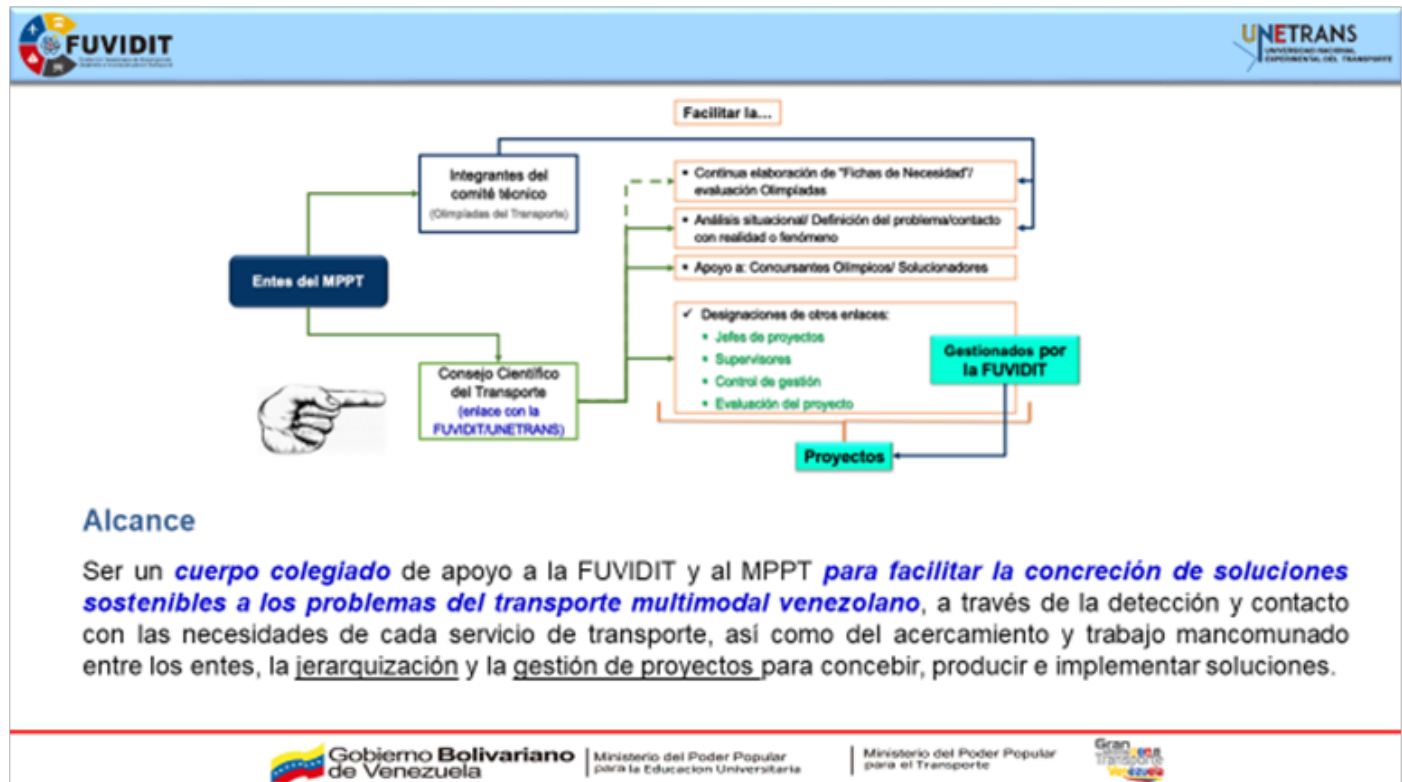 FUVIDIT
UNETRANS
UNIVERSIDAD NACIONAL
EXPERIMENTAL DEL TRANSPORTE
Facilitar la...
Integrantes del
comité técnico
(Olimpíadas del Transporte)
• Continua elaboración de "Fichas de Necesidad"/
evaluación Olimpíadas
• Análisis situacional/ Definición del problema/contacto
con realidad o fenómeno
Entes del MPPT
• Apoyo a: Concursantes Olímpicos/ Solucionadores
✓ Designaciones de otros enlaces:
• Jefes de proyectos
• Supervisores
• Control de gestión
• Evaluación del proyecto
Gestionados por
la FUVIDIT
Consejo Científico
del Transporte
(enlace con la
FUVIDIT/UNETRANS)
Proyectos
Alcance
Ser un cuerpo colegiado de apoyo a la FUVIDIT y al MPPT para facilitar la concreción de soluciones
sostenibles a los problemas del transporte multimodal venezolano, a través de la detección y contacto
con las necesidades de cada servicio de transporte, así como del acercamiento y trabajo mancomunado
entre los entes, la jerarquización y la gestión de proyectos para concebir, producir e implementar soluciones.
Gobierno Bolivariano
de Venezuela
Ministerio del Poder Popular
para la Educacion Universitaria
Ministerio del Poder Popular
para el Transporte
Gran
Transporte
Venezuela